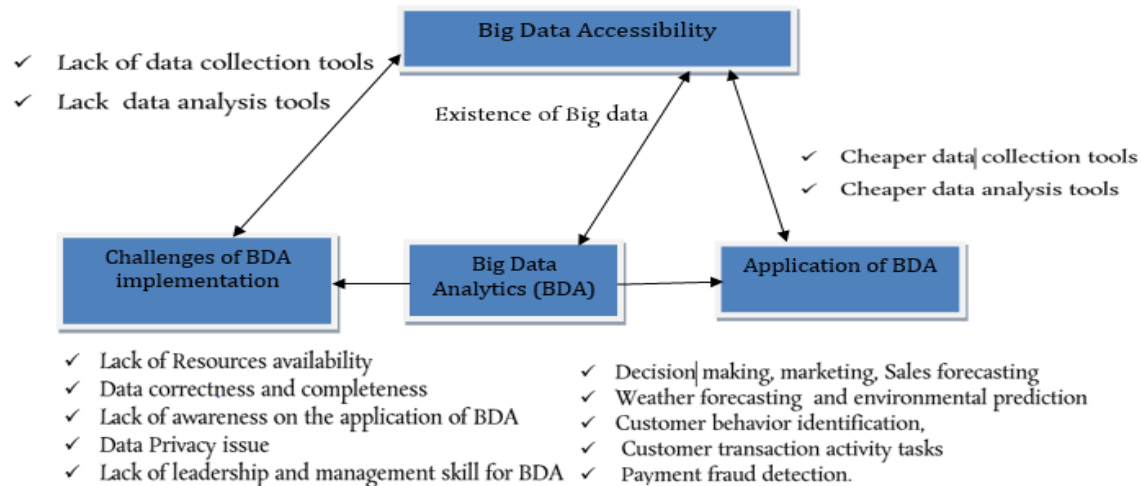 Big Data Accessibility
✓ Lack of data collection tools
✓ Lack data analysis tools
Existence of Big data
✓ Cheaper data collection tools
✓ Cheaper data analysis tools
Challenges of BDA
implementation
Big Data
Analytics (BDA)
Application of BDA
✓ Lack of Resources availability
✓ Data correctness and completeness
✓ Lack of awareness on the application of BDA
✓ Data Privacy issue
✓ Lack of leadership and management skill for BDA
✓ Decision making, marketing, Sales forecasting
✓ Weather forecasting and environmental prediction
✓ Customer behavior identification,
✓ Customer transaction activity tasks
✓ Payment fraud detection.